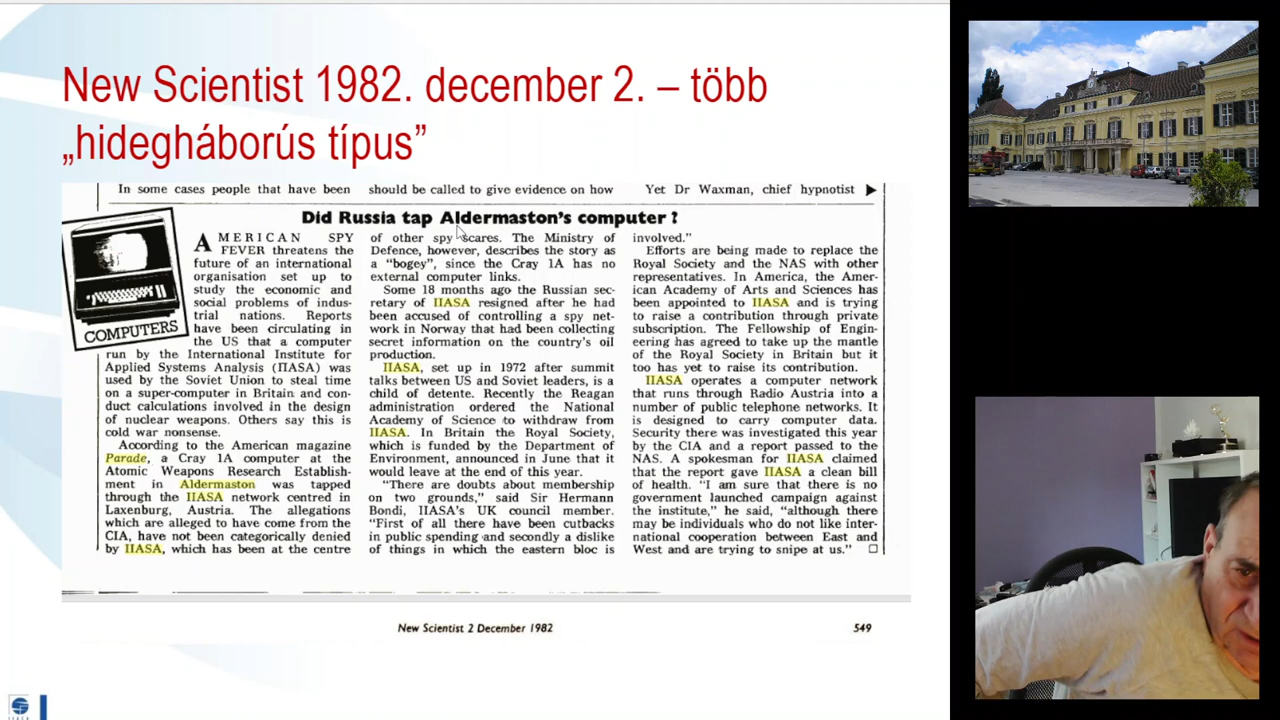 New Scientist 1982. december 2. – több
„hidegháborús típus”
In some cases people that have been
should be called to give evidence on how
Yet Dr Waxman, chief hypnotist ▶
Did Russia tap Aldermaston's computer ?
COMPUTERS
AMERICAN SPY
FEVER threatens the
future of an international
organisation set up to
study the economic and
social problems of indus-
trial nations. Reports
have been circulating in
the US that a computer
run by the International Institute for
Applied Systems Analysis (IIASA) was
used by the Soviet Union to steal time
on a super-computer in Britain and con-
duct calculations involved in the design
of nuclear weapons. Others say this is
cold war nonsense.
According to the American magazine
Parade, a Cray 1A computer at the
Atomic Weapons Research Establish-
ment in Aldermaston was tapped
through the IIASA network centred in
Laxenburg, Austria. The allegations
which are alleged to have come from the
CIA, have not been categorically denied
by IIASA, which has been at the centre
of other spy scares. The Ministry of
Defence, however, describes the story as
a “bogey”, since the Cray 1A has no
external computer links.
Some 18 months ago the Russian sec-
retary of IIASA resigned after he had
been accused of controlling a spy net-
work in Norway that had been collecting
secret information on the country's oil
production.
IIASA, set up in 1972 after summit
talks between US and Soviet leaders, is a
child of detente. Recently the Reagan
administration ordered the National
Academy of Science to withdraw from
IIASA. In Britain the Royal Society,
which is funded by the Department of
Environment, announced in June that it
would leave at the end of this year.
“There are doubts about membership
on two grounds,” said Sir Hermann
Bondi, IIASA's UK council member.
“First of all there have been cutbacks
in public spending and secondly a dislike
of things in which the eastern bloc is
involved.”
Efforts are being made to replace the
Royal Society and the NAS with other
representatives. In America, the Amer-
ican Academy of Arts and Sciences has
been appointed to IIASA and is trying
to raise a contribution through private
subscription. The Fellowship of Engin-
eering has agreed to take up the mantle
of the Royal Society in Britain but it
too has yet to raise its contribution.
IIASA operates a computer network
that runs through Radio Austria into a
number of public telephone networks. It
is designed to carry computer data.
Security there was investigated this year
by the CIA and a report passed to the
NAS. A spokesman for IIASA claimed
that the report gave IIASA a clean bill
of health. “I am sure that there is no
government launched campaign against
the institute,” he said, “although there
may be individuals who do not like inter-
national cooperation between East and
West and are trying to snipe at us.” □
New Scientist 2 December 1982
549